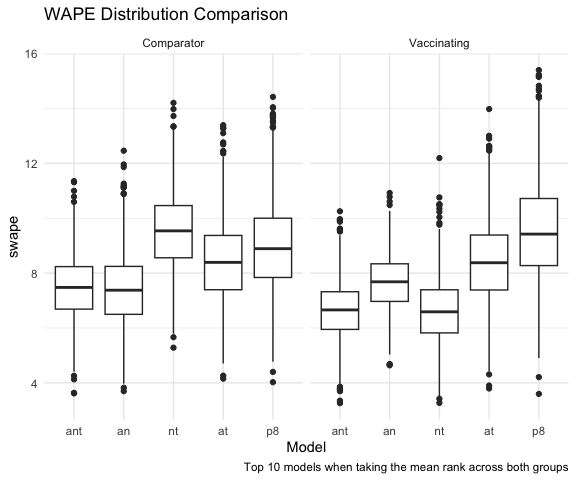 WAPE Distribution Comparison
Comparator
Vaccinating
16
12
8
4
swape
ant an nt at p8
ant an nt at p8
Model
Top 10 models when taking the mean rank across both groups